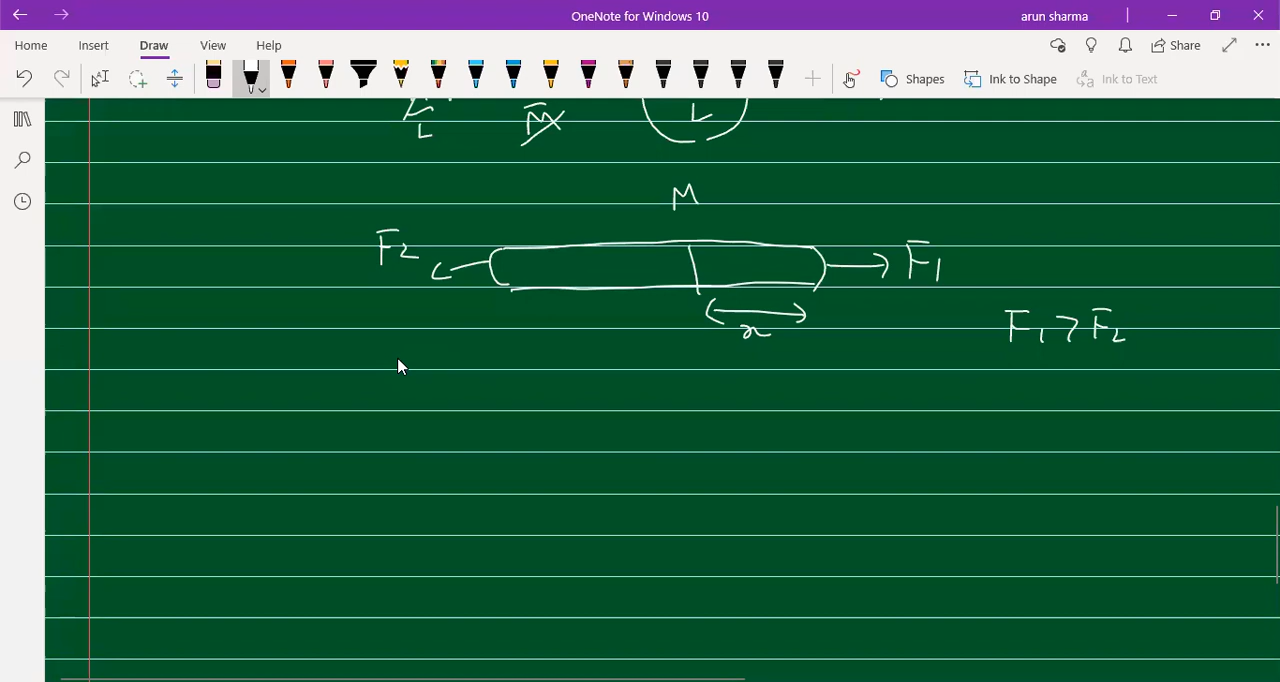 OneNote for Windows 10
arun sharma
Home Insert Draw View Help
Share
Shapes Ink to Shape Ink to Text
L M L
M
F2 F1
x
F1 > F2